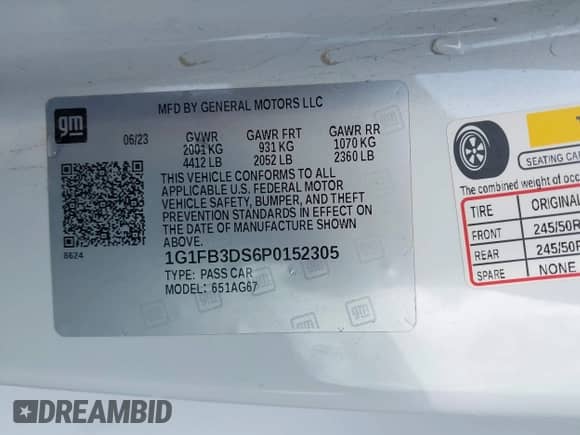 gm
MFD BY GENERAL MOTORS LLC
06/23 GVWR GAWR FRT GAWR RR
2001 KG 931 KG 1070 KG
4412 LB 2052 LB 2360 LB
THIS VEHICLE CONFORMS TO ALL
APPLICABLE U.S. FEDERAL MOTOR
VEHICLE SAFETY, BUMPER, AND THEFT
PREVENTION STANDARDS IN EFFECT ON
THE DATE OF MANUFACTURE SHOWN
ABOVE.
8624
1G1FB3DS6P0152305
TYPE: PASS CAR
MODEL: 651AG67
gm
gm
gm
SEATING CA
The combined weight of occ
TIRE ORIGINAL
FRONT 245/50R
REAR 245/50R
SPARE NONE
DREAMBID